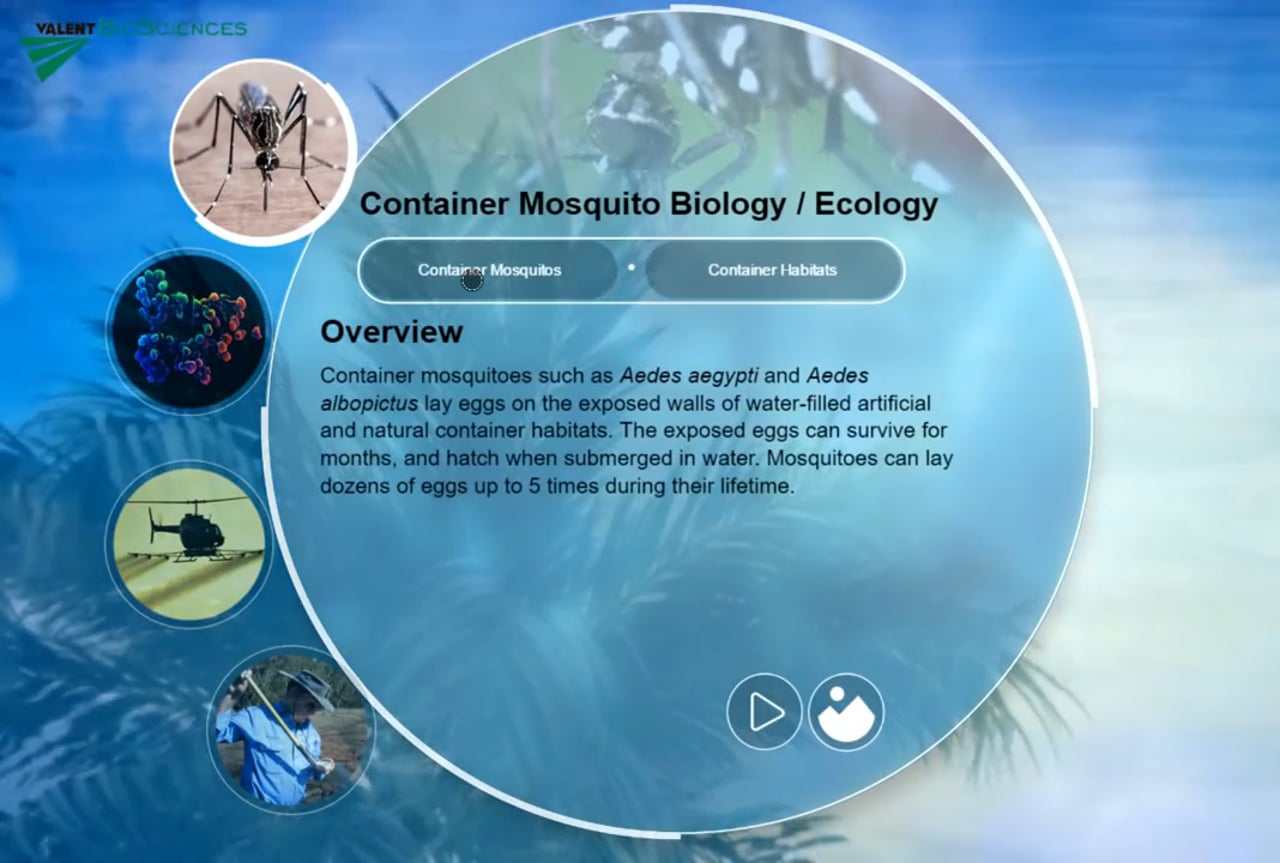 VALENT BIOSCIENCES
Container Mosquito Biology / Ecology
Container Mosquitos • Container Habitats
Overview
Container mosquitoes such as Aedes aegypti and Aedes
albopictus lay eggs on the exposed walls of water-filled artificial
and natural container habitats. The exposed eggs can survive for
months, and hatch when submerged in water. Mosquitoes can lay
dozens of eggs up to 5 times during their lifetime.